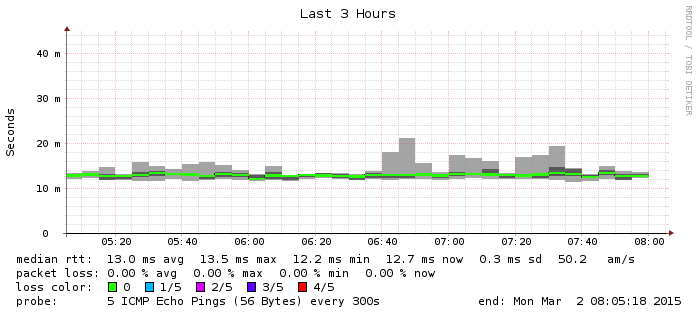 Last 3 Hours
RRDTOOL / TOBI OETIKER
Seconds
40 m
30 m
20 m
10 m
0
05:20 05:40 06:00 06:20 06:40 07:00 07:20 07:40 08:00
median rtt: 13.0 ms avg 13.5 ms max 12.2 ms min 12.7 ms now 0.3 ms sd 50.2 am/s
packet loss: 0.00 % avg 0.00 % max 0.00 % min 0.00 % now
loss color: 0 1/5 2/5 3/5 4/5
probe: 5 ICMP Echo Pings (56 Bytes) every 300s end: Mon Mar 2 08:05:18 2015